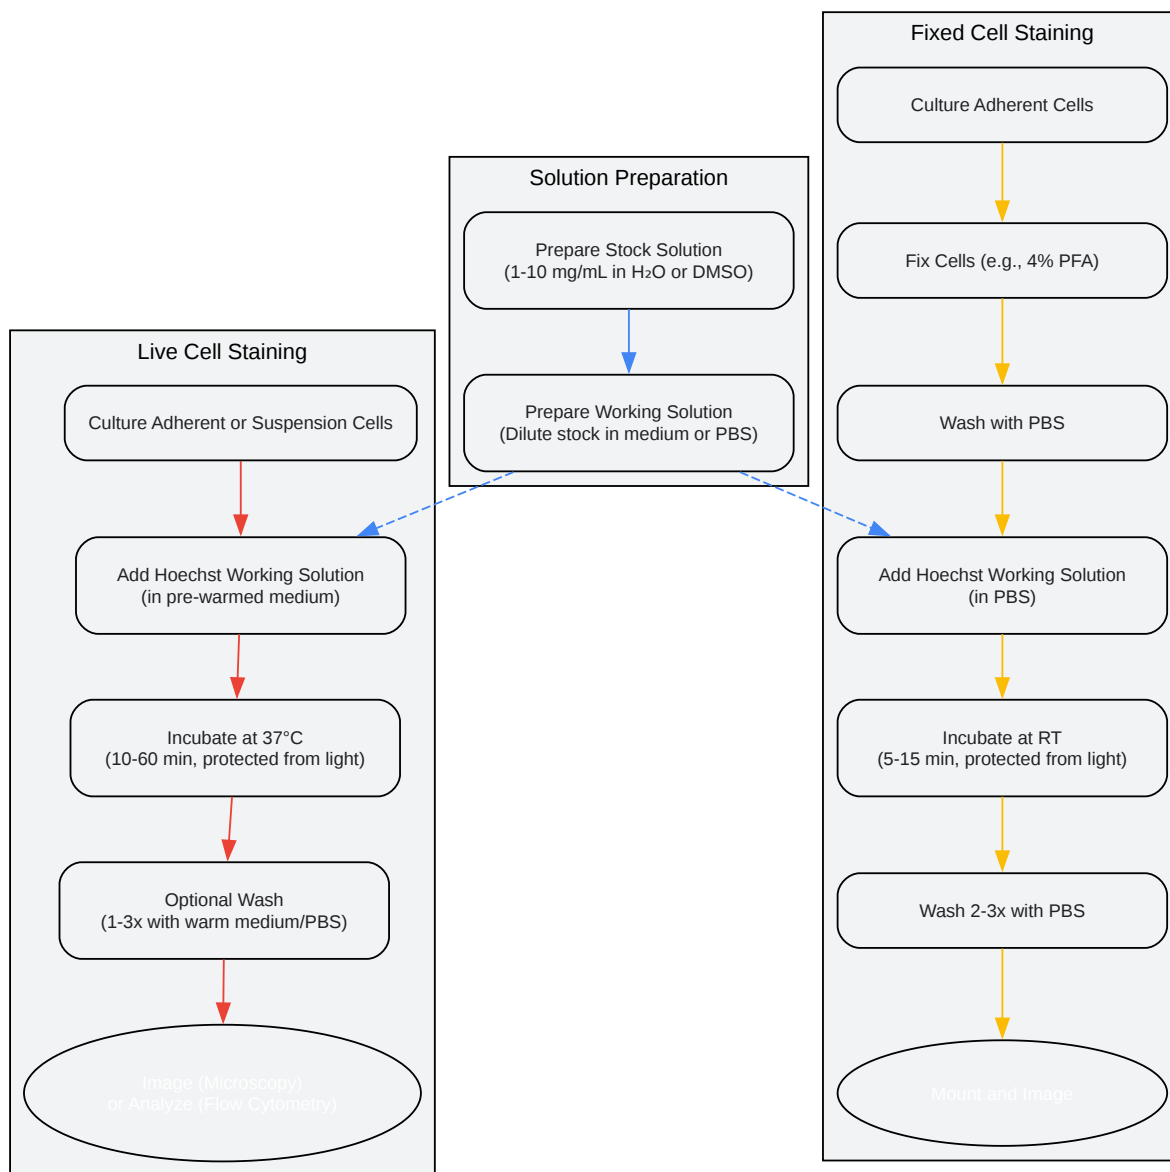 Live Cell Staining
Culture Adherent or Suspension Cells
Add Hoechst Working Solution
(in pre-warmed medium)
Incubate at 37°C
(10-60 min, protected from light)
Optional Wash
(1-3x with warm medium/PBS)
Image (Microscopy)
or Analyze (Flow Cytometry)
Solution Preparation
Prepare Stock Solution
(1-10 mg/mL in H₂O or DMSO)
Prepare Working Solution
(Dilute stock in medium or PBS)
Fixed Cell Staining
Culture Adherent Cells
Fix Cells (e.g., 4% PFA)
Wash with PBS
Add Hoechst Working Solution
(in PBS)
Incubate at RT
(5-15 min, protected from light)
Wash 2-3x with PBS
Mount and Image